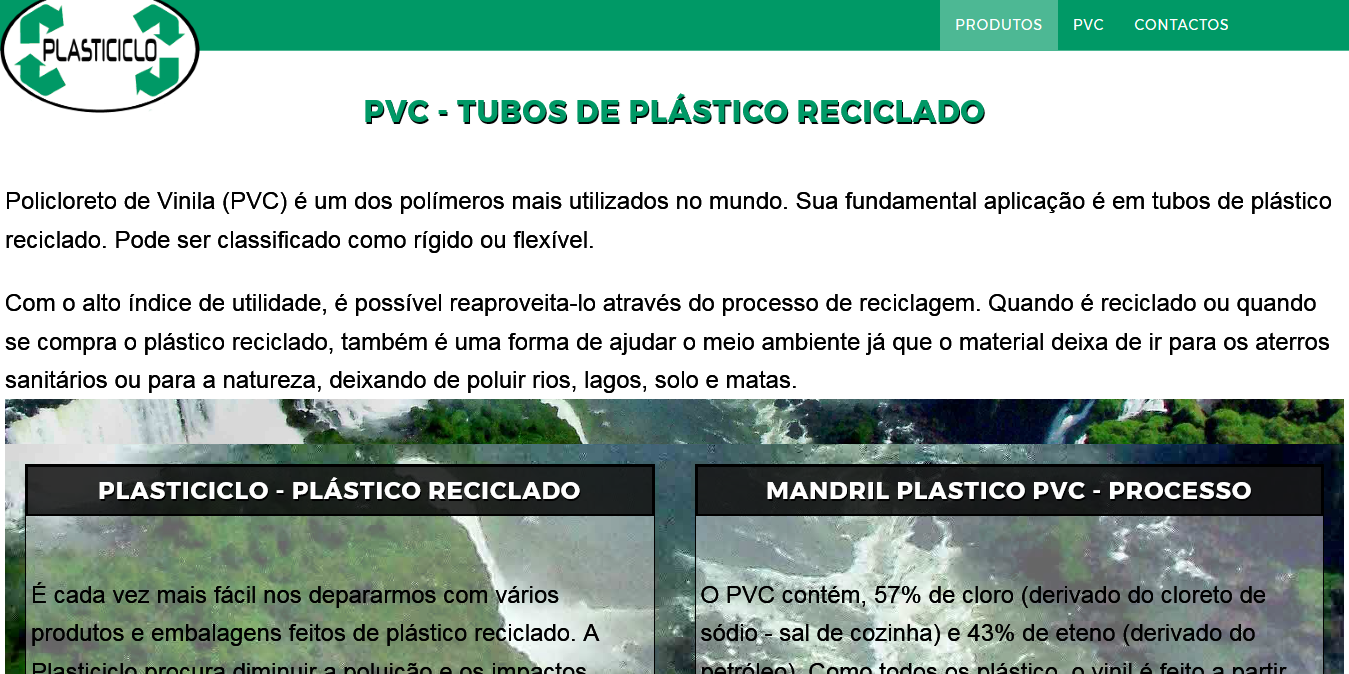 PLASTICICLO
PRODUTOS PVC CONTACTOS
PVC - TUBOS DE PLÁSTICO RECICLADO
Policloreto de Vinila (PVC) é um dos polímeros mais utilizados no mundo. Sua fundamental aplicação é em tubos de plástico
reciclado. Pode ser classificado como rígido ou flexível.
Com o alto índice de utilidade, é possível reaproveita-lo através do processo de reciclagem. Quando é reciclado ou quando
se compra o plástico reciclado, também é uma forma de ajudar o meio ambiente já que o material deixa de ir para os aterros
sanitários ou para a natureza, deixando de poluir rios, lagos, solo e matas.
PLASTICICLO - PLÁSTICO RECICLADO
É cada vez mais fácil nos depararmos com vários
produtos e embalagens feitos de plástico reciclado. A
Plasticiclo procura diminuir a poluição e os impactos
MANDRIL PLASTICO PVC - PROCESSO
O PVC contém, 57% de cloro (derivado do cloreto de
sódio - sal de cozinha) e 43% de eteno (derivado do
petróleo). Como todos os plástico, o vinil é feito a partir